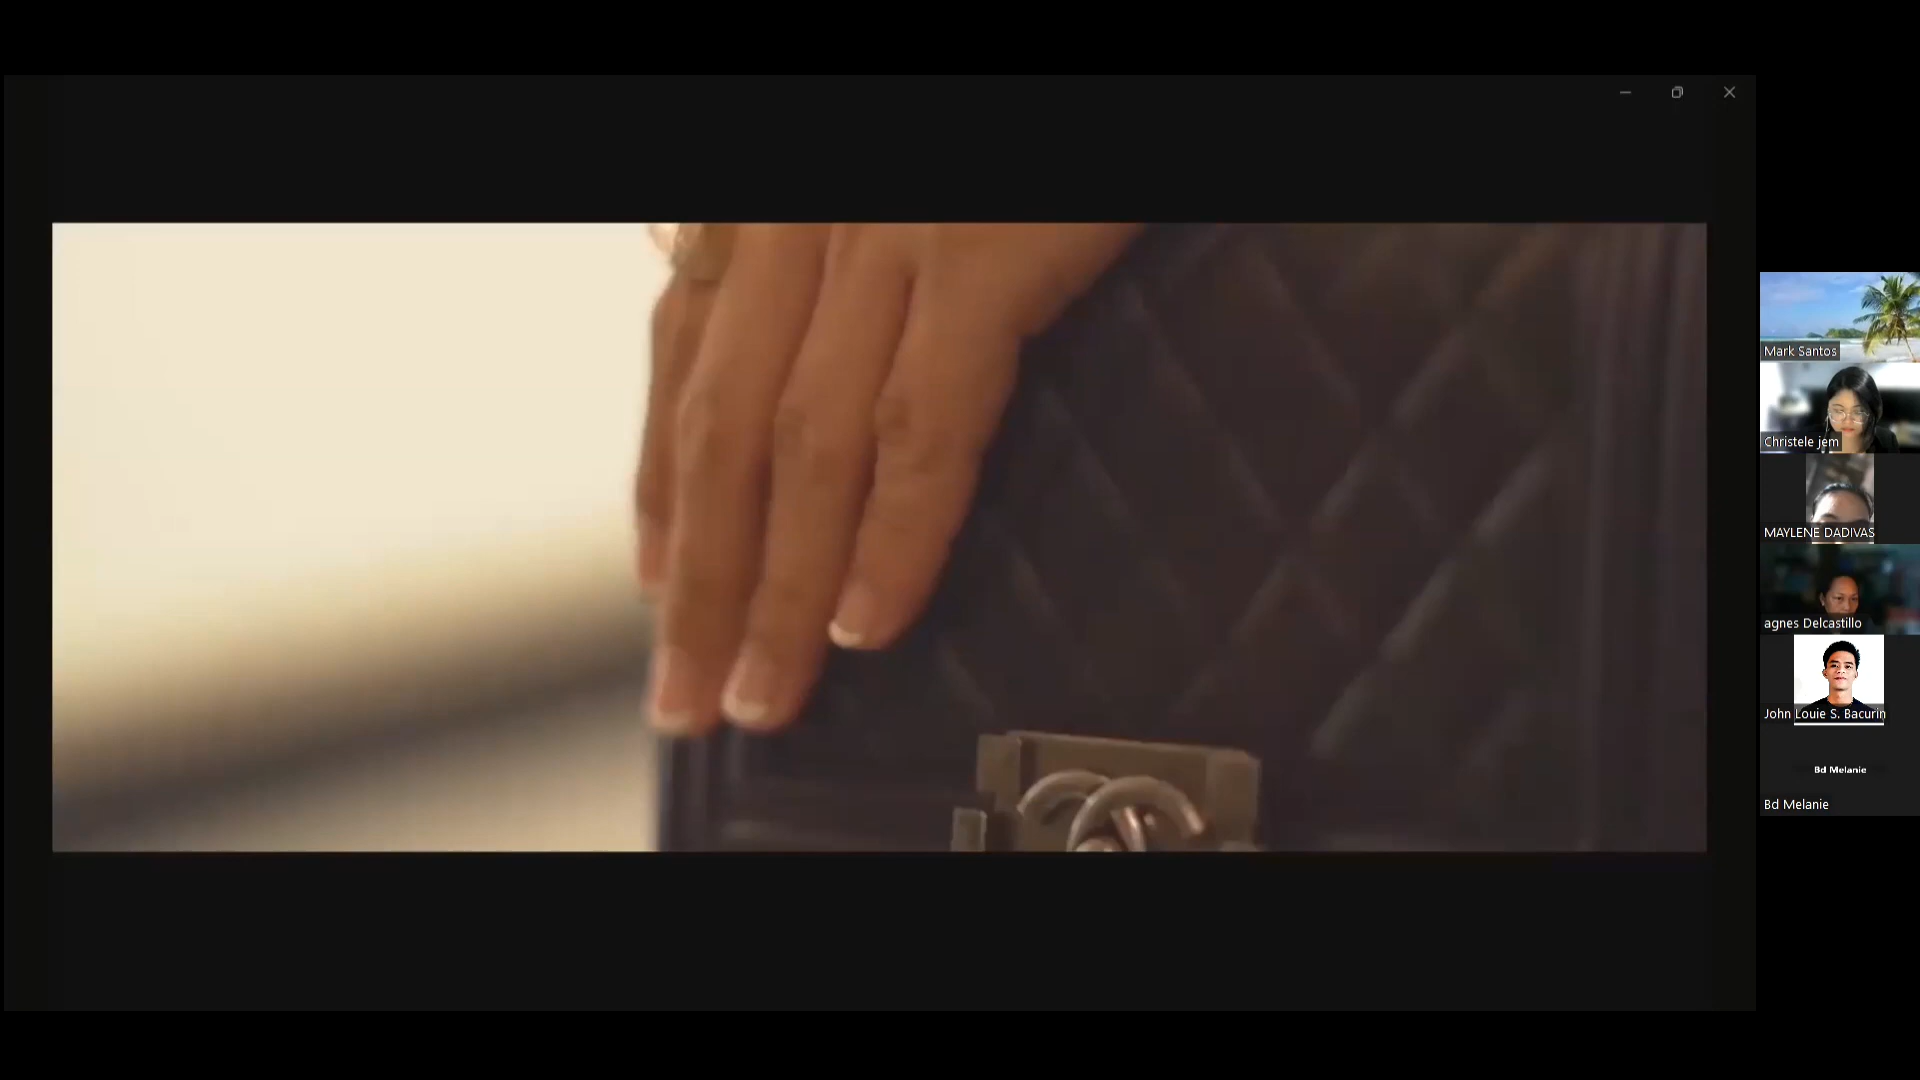 Mark Santos
Christele jem
MAYLENE DADIVAS
agnes Delcastillo
John Louie S. Bacurin
Bd Melanie
Bd Melanie